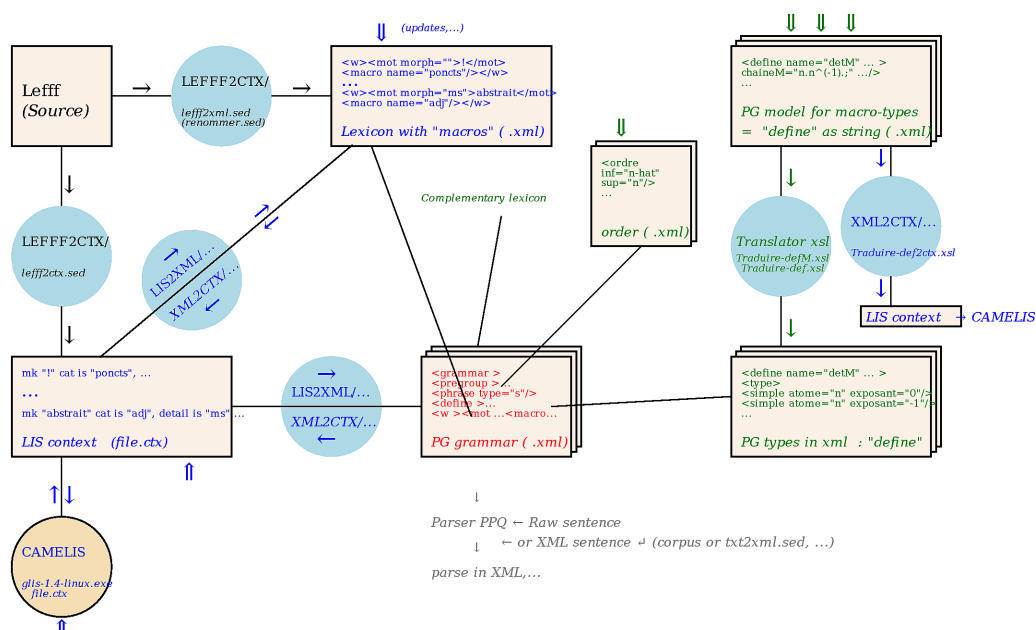 (updates,…)
Lefff
(Source)
LEFFF2CTX/
lefff2xml.sed
(renommer.sed)
<w><mot morph="">!</mot>
<macro name="poncts"/></w>
…
<w><mot morph="ms">abstrait</mot>
<macro name="adj"/></w>
Lexicon with "macros" ( .xml)
<ordre
inf="n-hat"
sup="n"/>
…
order ( .xml)
<define name="detM" … >
chaineM="n.n^(-1).;" …/>
…
PG model for macro-types
= "define" as string ( .xml)
Complementary lexicon
LEFFF2CTX/
lefff2ctx.sed
LIS2XML/…
XML2CTX/…
Translator xsl
Traduire-defM.xsl
Traduire-def.xsl
XML2CTX/…
Traduire-def2ctx.xsl
LIS context → CAMELIS
mk "!" cat is "poncts", …
…
mk "abstrait" cat is "adj", detail is "ms" …
LIS context (file.ctx)
LIS2XML/…
XML2CTX/…
<grammar >
<pregroup >…
<phrase type="s"/>
<define >…
<w ><mot …<macro…
PG grammar ( .xml)
<define name="detM" … >
<type>
<simple atome="n" exposant="0"/>
<simple atome="n" exposant="-1"/>
…
PG types in xml : "define"
CAMELIS
glis-1.4-linux.exe
file.ctx
Parser PPQ ← Raw sentence
← or XML sentence ↲ (corpus or txt2xml.sed, …)
parse in XML,…